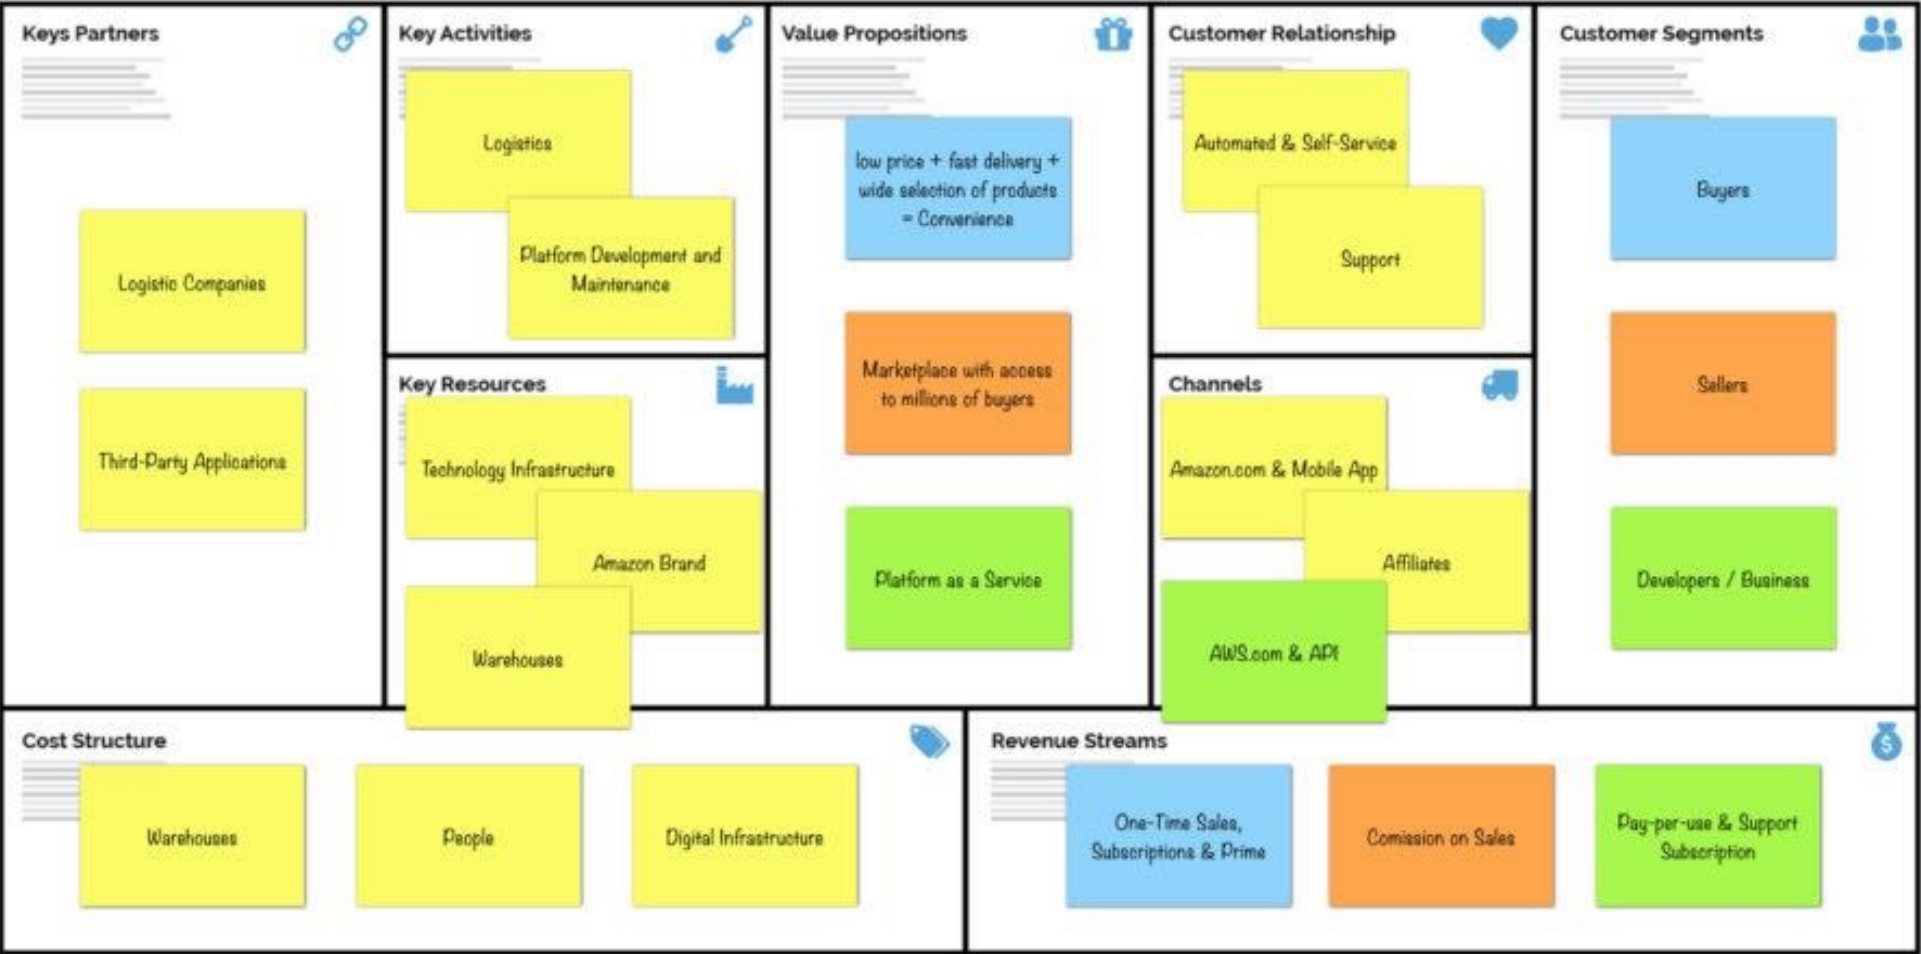 Keys Partners
Logistic Companies
Third-Party Applications
Key Activities
Logistics
Platform Development and
Maintenance
Key Resources
Technology Infrastructure
Amazon Brand
Warehouses
Value Propositions
low price + fast delivery +
wide selection of products
= Convenience
Marketplace with access
to millions of buyers
Platform as a Service
Customer Relationship
Automated & Self-Service
Support
Channels
Amazon.com & Mobile App
Affiliates
AWS.com & API
Customer Segments
Buyers
Sellers
Developers / Business
Cost Structure
Warehouses
People
Digital Infrastructure
Revenue Streams
One-Time Sales,
Subscriptions & Prime
Comission on Sales
Pay-per-use & Support
Subscription